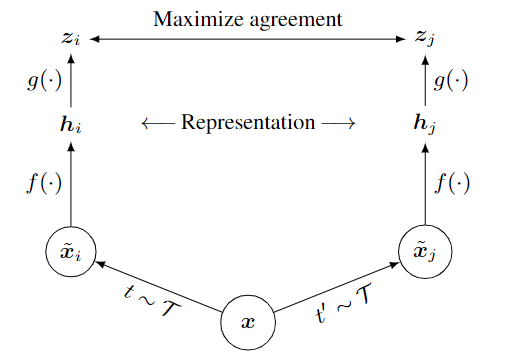 Maximize agreement
z_i z_j
g(·) g(·)
h_i ← Representation → h_j
f(·) f(·)
x̃_i x̃_j
t ∼ 𝒯 t′ ∼ 𝒯
x